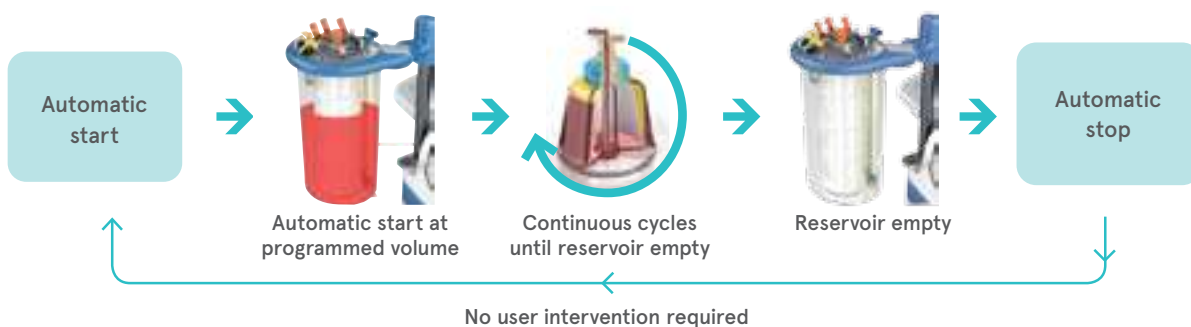 Automatic
start
Automatic start at
programmed volume
Continuous cycles
until reservoir empty
Reservoir empty
Automatic
stop
No user intervention required